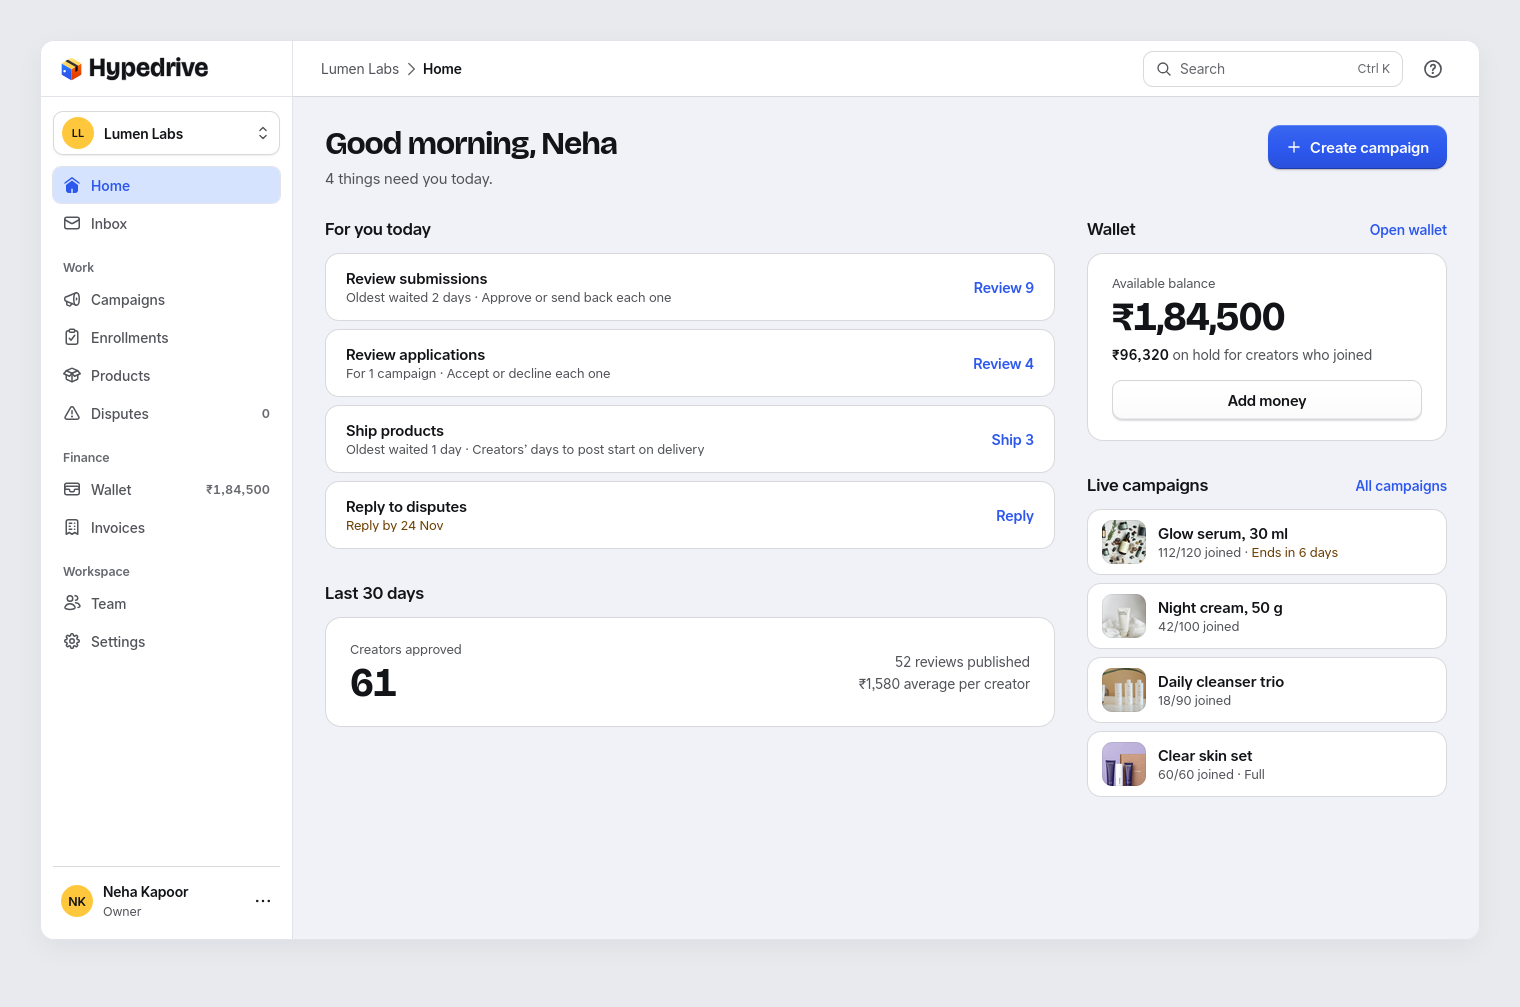 Hypedrive
LL Lumen Labs
Home
Inbox
Work
Campaigns
Enrollments
Products
Disputes 0
Finance
Wallet ₹1,84,500
Invoices
Workspace
Team
Settings
NK Neha Kapoor
Owner
Lumen Labs Home
Search Ctrl K
Good morning, Neha
4 things need you today.
+ Create campaign
For you today
Review submissions
Oldest waited 2 days · Approve or send back each one
Review 9
Review applications
For 1 campaign · Accept or decline each one
Review 4
Ship products
Oldest waited 1 day · Creators’ days to post start on delivery
Ship 3
Reply to disputes
Reply by 24 Nov
Reply
Last 30 days
Creators approved
61
52 reviews published
₹1,580 average per creator
Wallet
Open wallet
Available balance
₹1,84,500
₹96,320 on hold for creators who joined
Add money
Live campaigns
All campaigns
Glow serum, 30 ml
112/120 joined · Ends in 6 days
Night cream, 50 g
42/100 joined
Daily cleanser trio
18/90 joined
Clear skin set
60/60 joined · Full